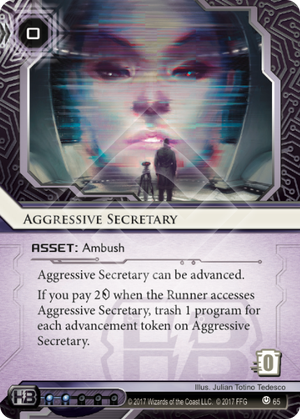 0
AGGRESSIVE SECRETARY
ASSET: Ambush
Aggressive Secretary can be advanced.
If you pay 2 when the Runner accesses
Aggressive Secretary, trash 1 program for
each advancement token on Aggressive
Secretary.
0
Illus. Julian Totino Tedesco
HB
© 2017 Wizards of the Coast LLC. © 2017 FFG 65